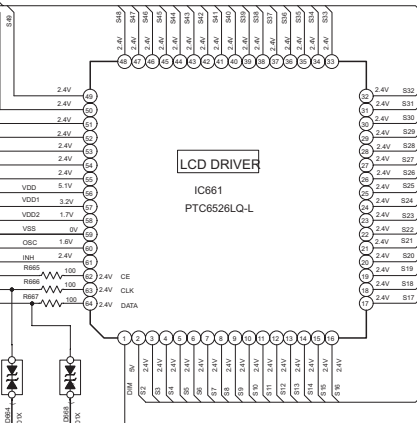 S49
S48 S47 S46 S45 S44 S43 S42 S41 S40 S39 S38 S37 S36 S35 S34 S33
2.4V 2.4V 2.4V 2.4V 2.4V 2.4V 2.4V 2.4V 2.4V 2.4V 2.4V 2.4V 2.4V 2.4V 2.4V 2.4V
48 47 46 45 44 43 42 41 40 39 38 37 36 35 34 33
2.4V 49
2.4V 50
2.4V 51
2.4V 52
2.4V 53
2.4V 54
2.4V 55
VDD 5.1V 56
VDD1 3.2V 57
VDD2 1.7V 58
VSS 0V 59
OSC 1.6V 60
INH 2.4V 61
R665 100 62 2.4V CE
R666 100 63 2.4V CLK
R667 100 64 2.4V DATA
LCD DRIVER
IC661
PTC6526LQ-L
32 2.4V S32
31 2.4V S31
30 2.4V S30
29 2.4V S29
28 2.4V S28
27 2.4V S27
26 2.4V S26
25 2.4V S25
24 2.4V S24
23 2.4V S23
22 2.4V S22
21 2.4V S21
20 2.4V S20
19 2.4V S19
18 2.4V S18
17 2.4V S17
1 2 3 4 5 6 7 8 9 10 11 12 13 14 15 16
5V 2.4V 2.4V 2.4V 2.4V 2.4V 2.4V 2.4V 2.4V 2.4V 2.4V 2.4V 2.4V 2.4V 2.4V 2.4V
DIM S2 S3 S4 S5 S6 S7 S8 S9 S10 S11 S12 S13 S14 S15 S16
D664
D668